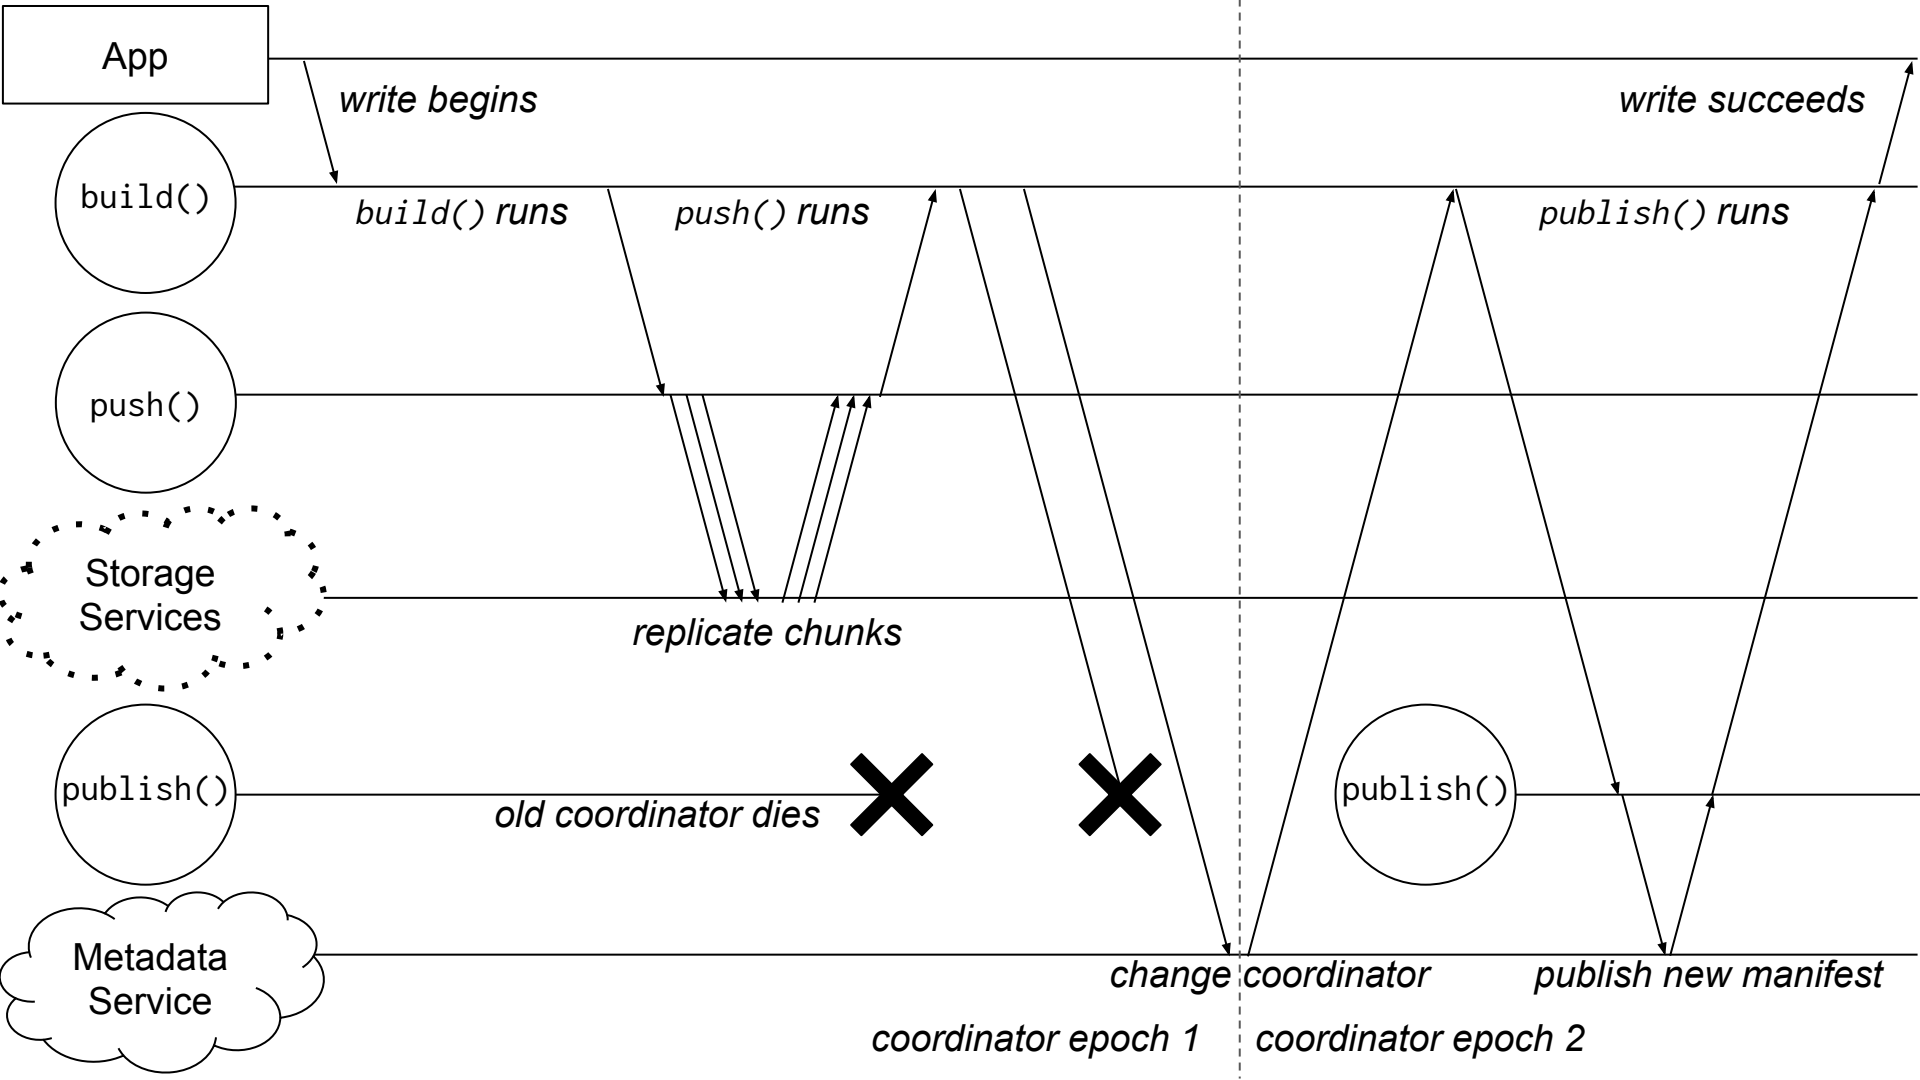 App
write begins
write succeeds
build()
build() runs
push() runs
publish() runs
push()
Storage
Services
replicate chunks
publish()
old coordinator dies
publish()
Metadata
Service
change coordinator
publish new manifest
coordinator epoch 1
coordinator epoch 2